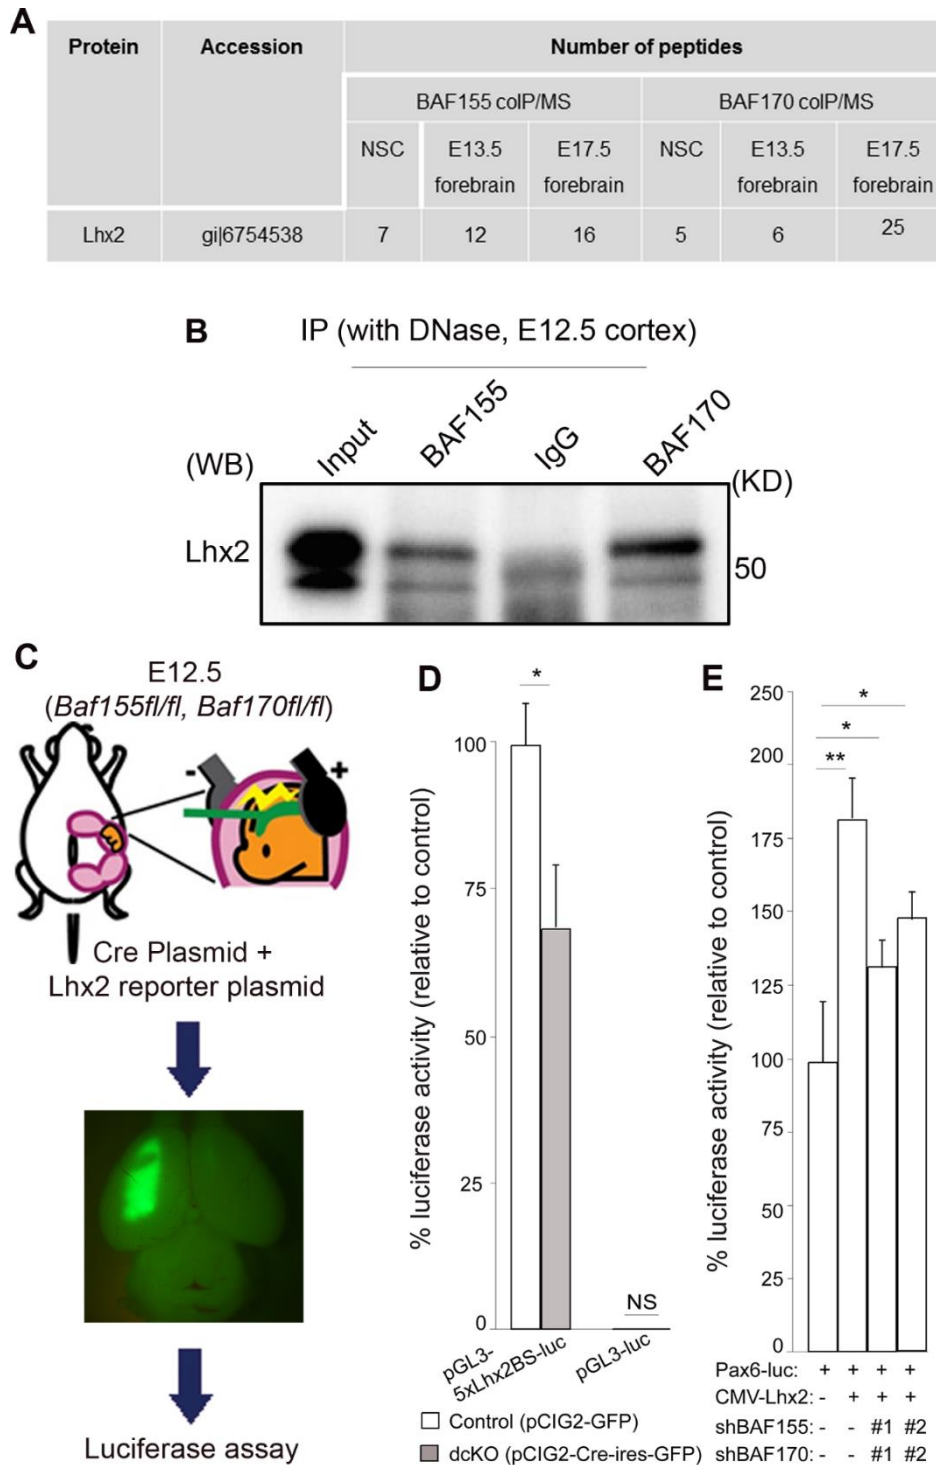 A
Protein Accession Number of peptides
BAF155 coIP/MS BAF170 coIP/MS
NSC E13.5 forebrain E17.5 forebrain NSC E13.5 forebrain E17.5 forebrain
Lhx2 gi|6754538 7 12 16 5 6 25
B IP (with DNase, E12.5 cortex)
(WB) Input BAF155 IgG BAF170 (KD)
Lhx2 50
C
E12.5
(Baf155fl/fl, Baf170fl/fl)
- +
Cre Plasmid +
Lhx2 reporter plasmid
Luciferase assay
D
% luciferase activity (relative to control)
100
75
50
25
0
*
NS
pGL3-
5xLhx2BS-luc
pGL3-luc
Control (pCIG2-GFP)
dcKO (pCIG2-Cre-ires-GFP)
E
% luciferase activity (relative to control)
250
200
175
150
125
100
75
50
25
0
*
*
**
Pax6-luc: + + + +
CMV-Lhx2: - + + +
shBAF155: - - #1 #2
shBAF170: - - #1 #2